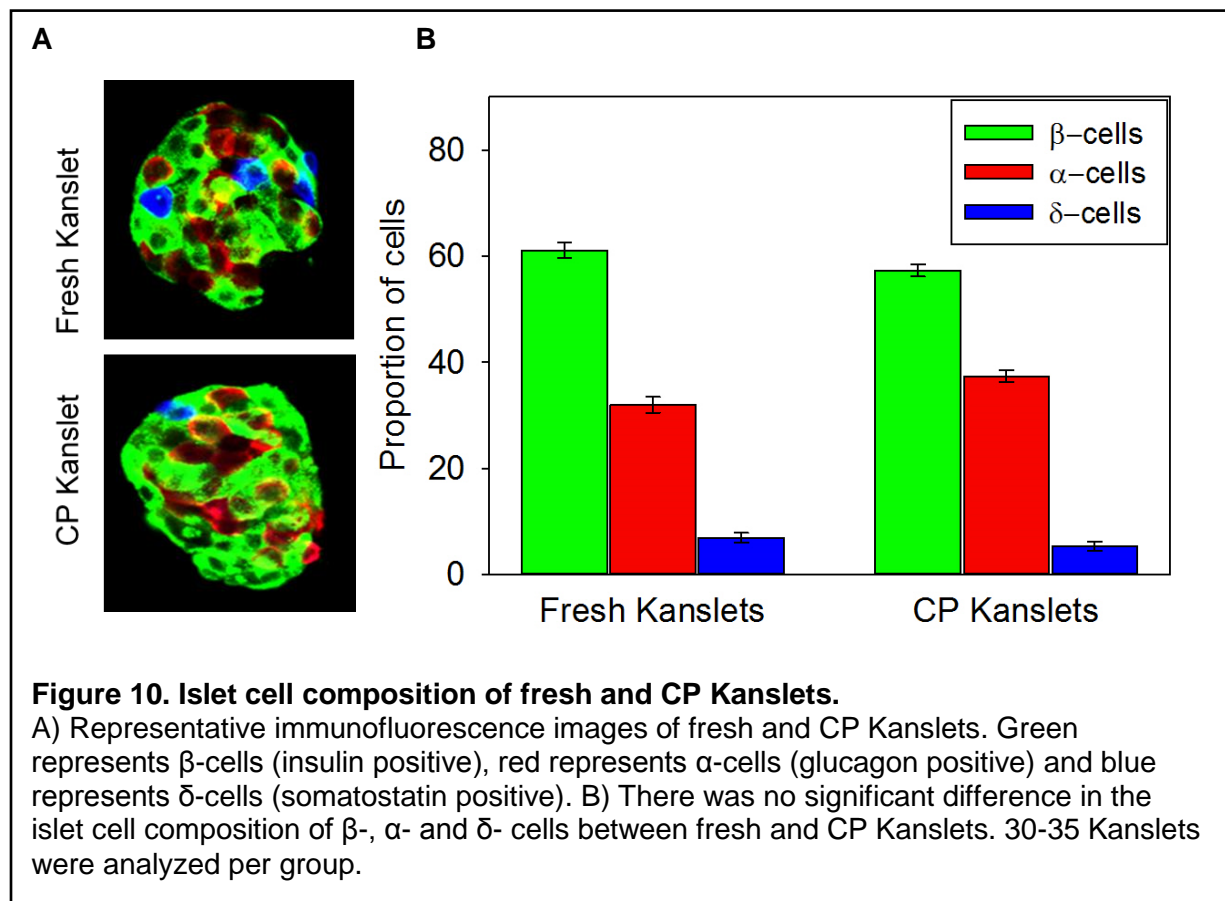 A
B
Fresh Kanslet
CP Kanslet
Proportion of cells
80
60
40
20
0
β−cells
α−cells
δ−cells
Fresh Kanslets
CP Kanslets
Figure 10. Islet cell composition of fresh and CP Kanslets.
A) Representative immunofluorescence images of fresh and CP Kanslets. Green
represents β-cells (insulin positive), red represents α-cells (glucagon positive) and blue
represents δ-cells (somatostatin positive). B) There was no significant difference in the
islet cell composition of β-, α- and δ- cells between fresh and CP Kanslets. 30-35 Kanslets
were analyzed per group.